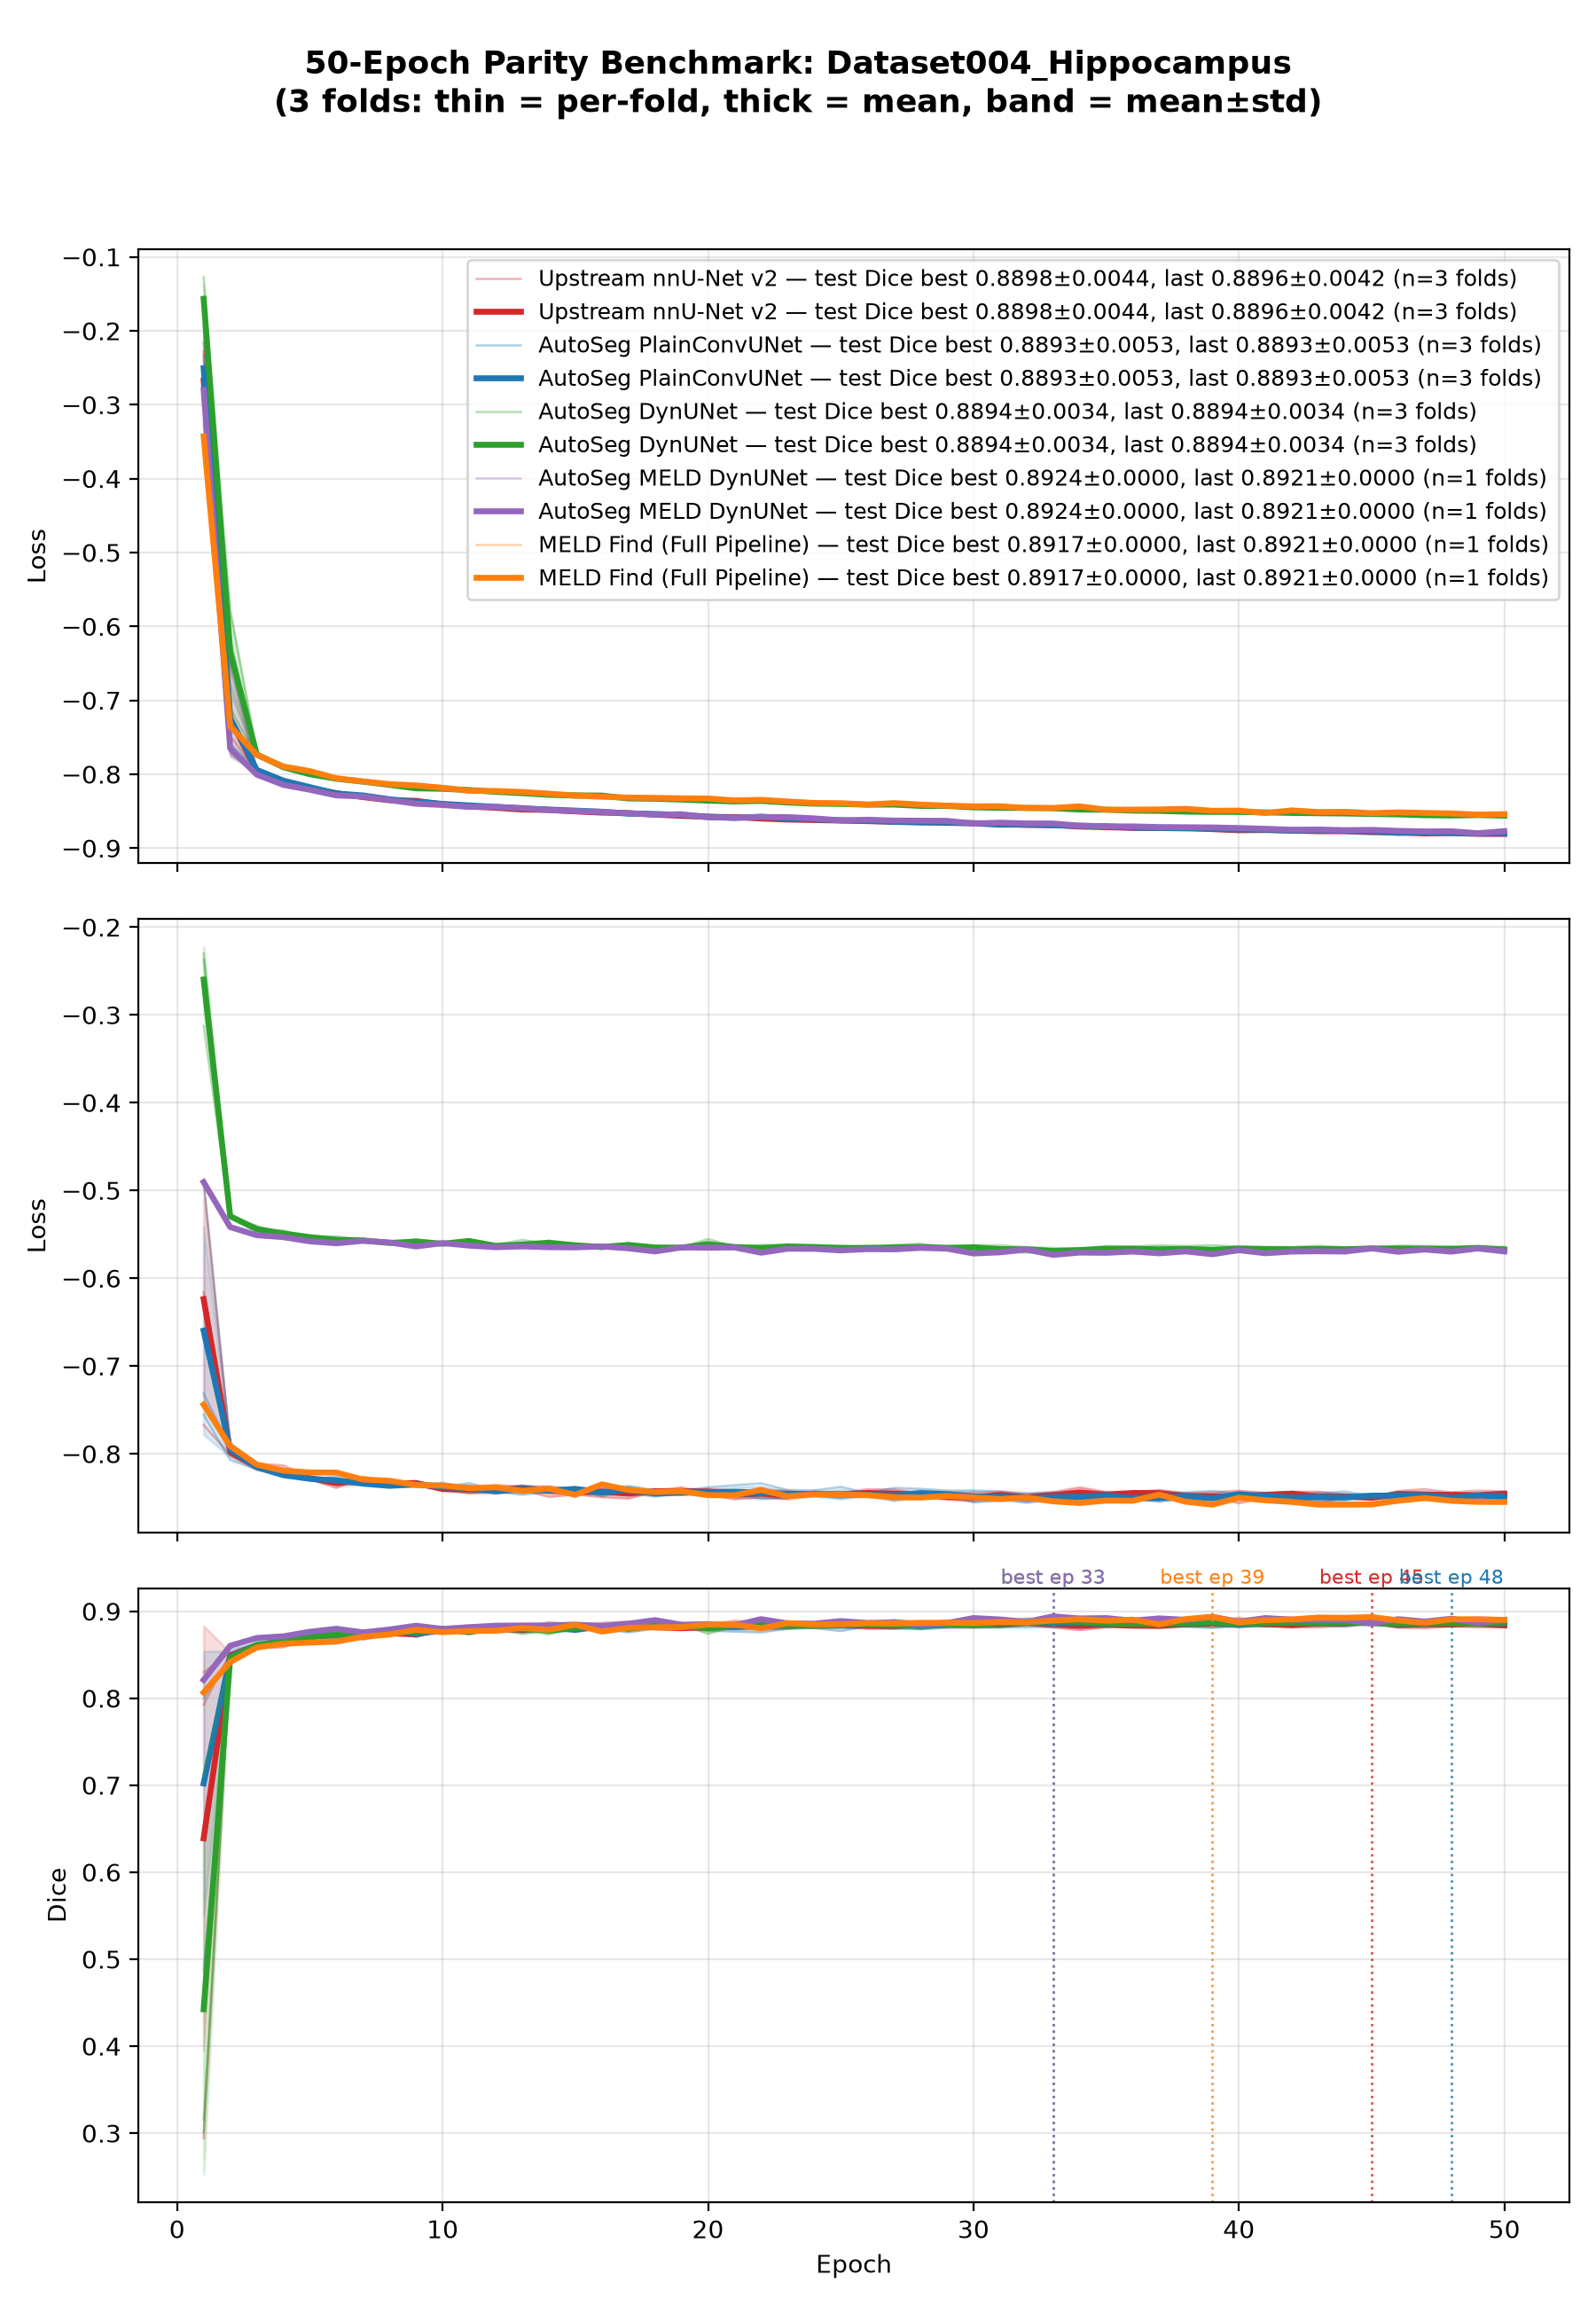 50-Epoch Parity Benchmark: Dataset004_Hippocampus
(3 folds: thin = per-fold, thick = mean, band = mean±std)
−0.1
−0.2
−0.3
−0.4
−0.5
−0.6
−0.7
−0.8
−0.9
Loss
Upstream nnU-Net v2 — test Dice best 0.8898±0.0044, last 0.8896±0.0042 (n=3 folds)
Upstream nnU-Net v2 — test Dice best 0.8898±0.0044, last 0.8896±0.0042 (n=3 folds)
AutoSeg PlainConvUNet — test Dice best 0.8893±0.0053, last 0.8893±0.0053 (n=3 folds)
AutoSeg PlainConvUNet — test Dice best 0.8893±0.0053, last 0.8893±0.0053 (n=3 folds)
AutoSeg DynUNet — test Dice best 0.8894±0.0034, last 0.8894±0.0034 (n=3 folds)
AutoSeg DynUNet — test Dice best 0.8894±0.0034, last 0.8894±0.0034 (n=3 folds)
AutoSeg MELD DynUNet — test Dice best 0.8924±0.0000, last 0.8921±0.0000 (n=1 folds)
AutoSeg MELD DynUNet — test Dice best 0.8924±0.0000, last 0.8921±0.0000 (n=1 folds)
MELD Find (Full Pipeline) — test Dice best 0.8917±0.0000, last 0.8921±0.0000 (n=1 folds)
MELD Find (Full Pipeline) — test Dice best 0.8917±0.0000, last 0.8921±0.0000 (n=1 folds)
−0.2
−0.3
−0.4
−0.5
−0.6
−0.7
−0.8
Loss
best ep 33
best ep 39
best ep 45
best ep 48
0.9
0.8
0.7
0.6
0.5
0.4
0.3
Dice
0 10 20 30 40 50
Epoch